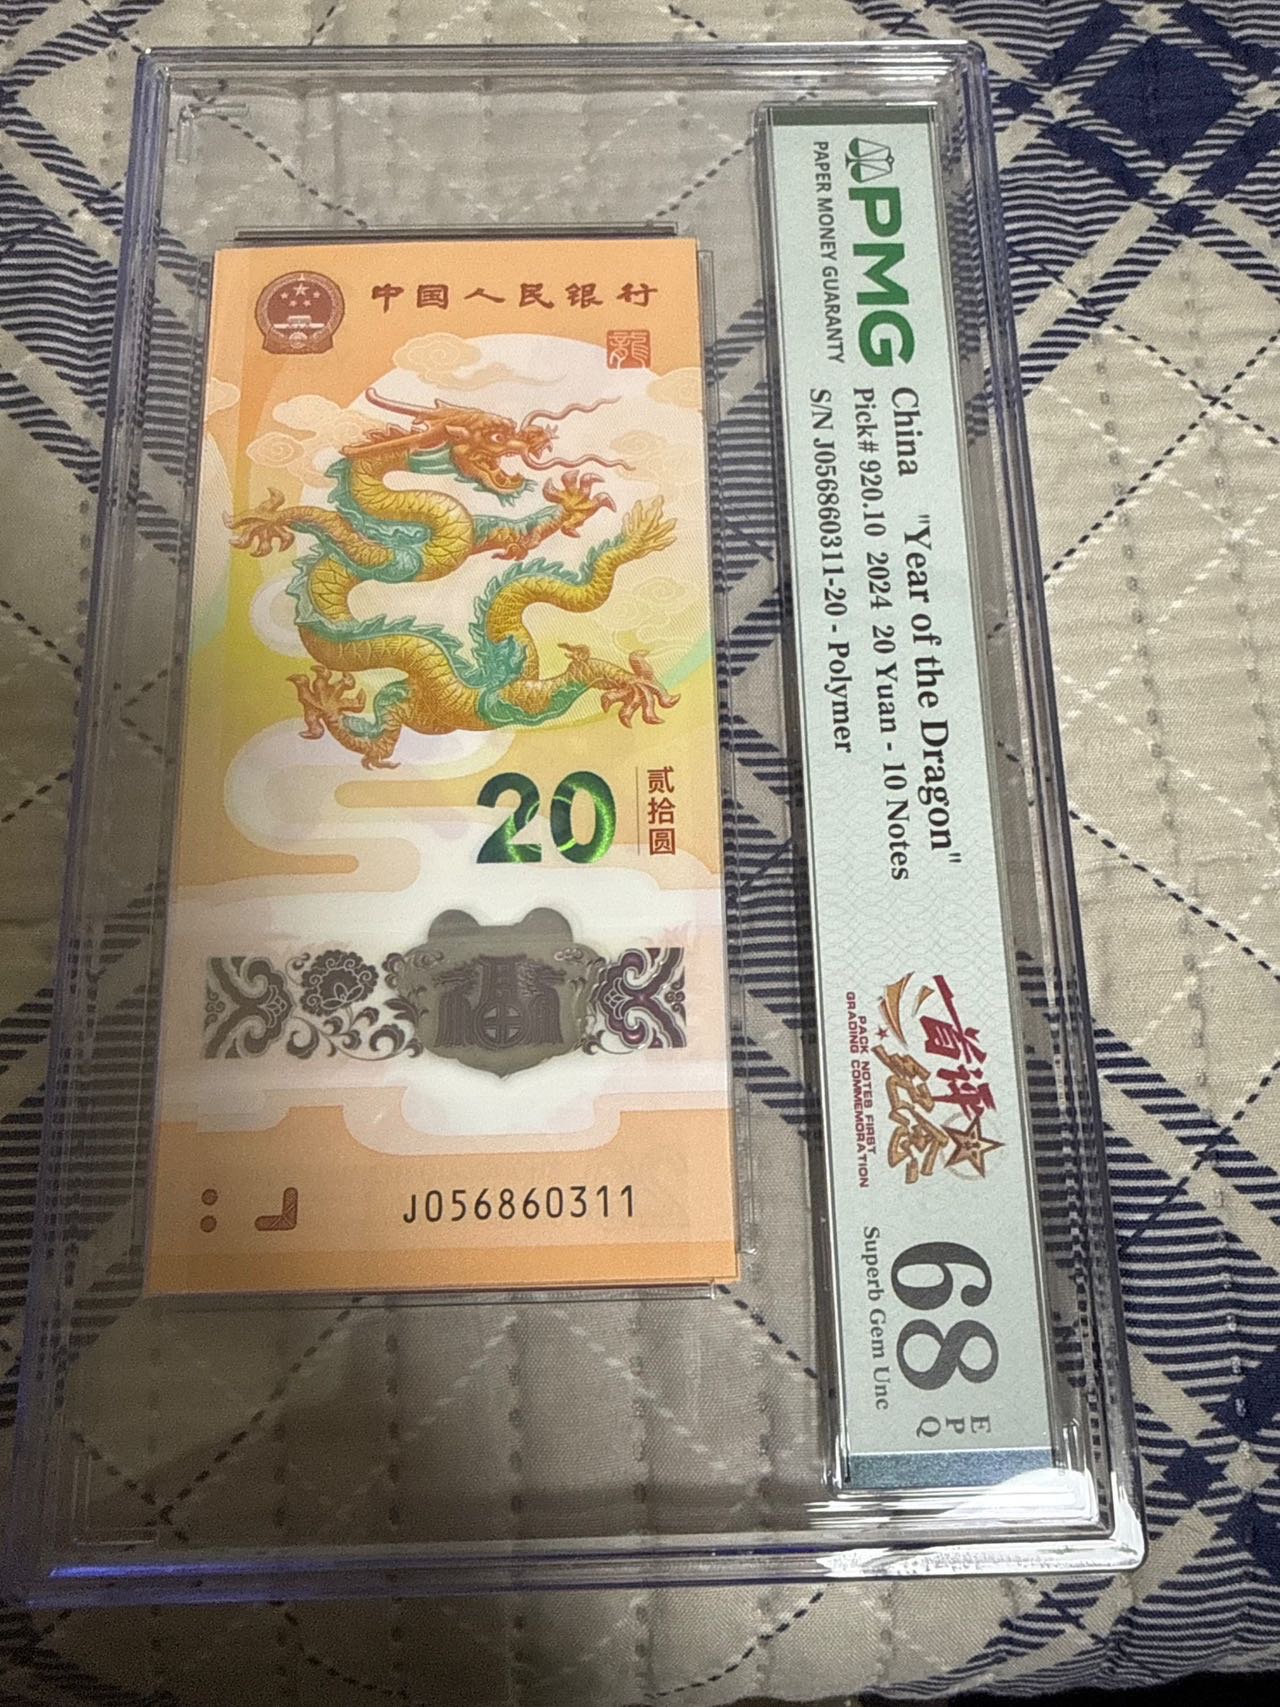 PMG
PAPER MONEY GUARANTY
China "Year of the Dragon"
Pick# 920.10 2024 20 Yuan - 10 Notes
S/N J056860311-20 - Polymer
首评
纪念
PACK NOTES FIRST
GRADING COMMEMORATION
68
EPQ
Superb Gem Unc
中国人民银行
龍
20
贰拾圆
福
J056860311